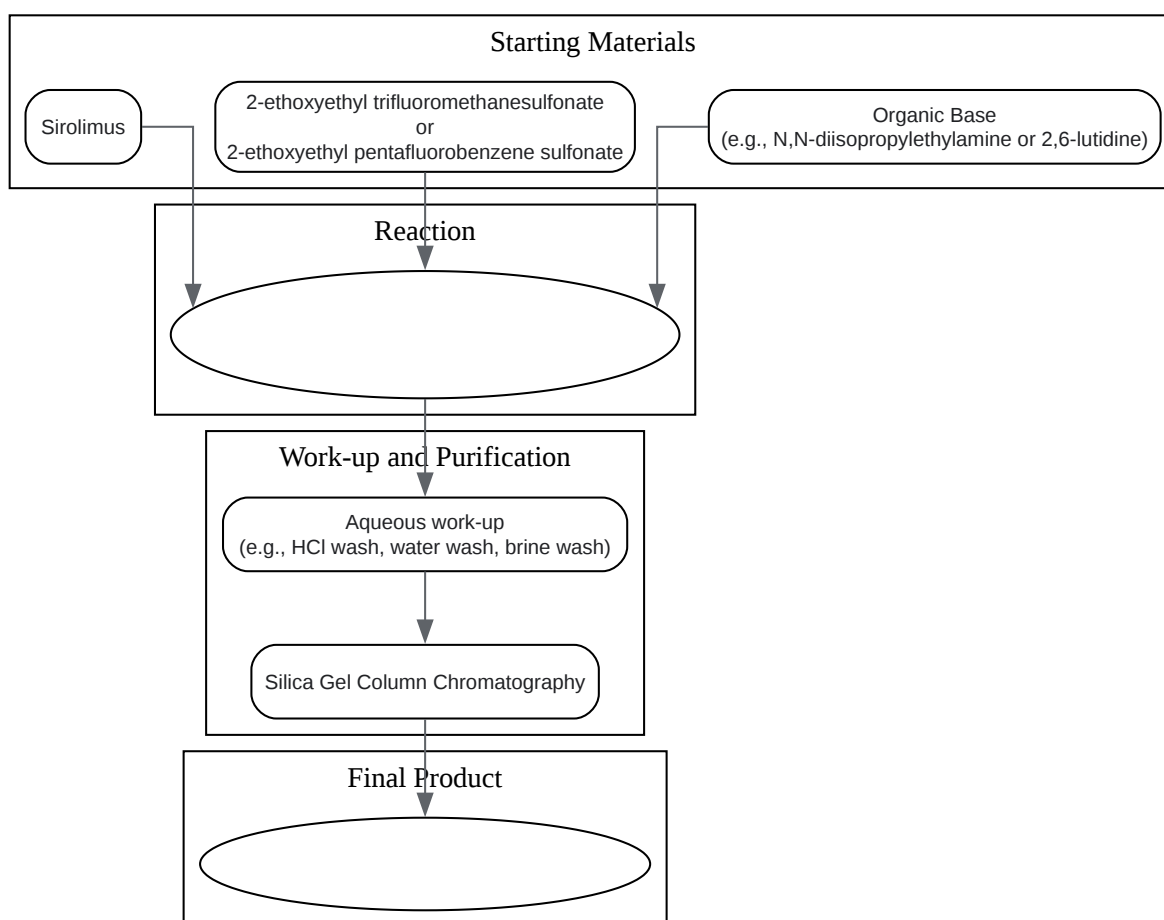 Starting Materials
Sirolimus
2-ethoxyethyl trifluoromethanesulfonate
or
2-ethoxyethyl pentafluorobenzene sulfonate
Organic Base
(e.g., N,N-diisopropylethylamine or 2,6-lutidine)
Reaction
Work-up and Purification
Aqueous work-up
(e.g., HCl wash, water wash, brine wash)
Silica Gel Column Chromatography
Final Product